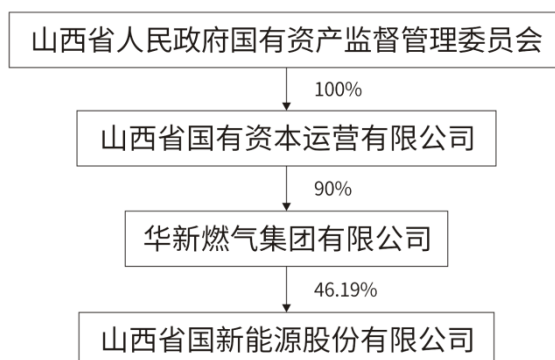 山西省人民政府国有资产监督管理委员会
100%
山西省国有资本运营有限公司
90%
华新燃气集团有限公司
46.19%
山西省国新能源股份有限公司